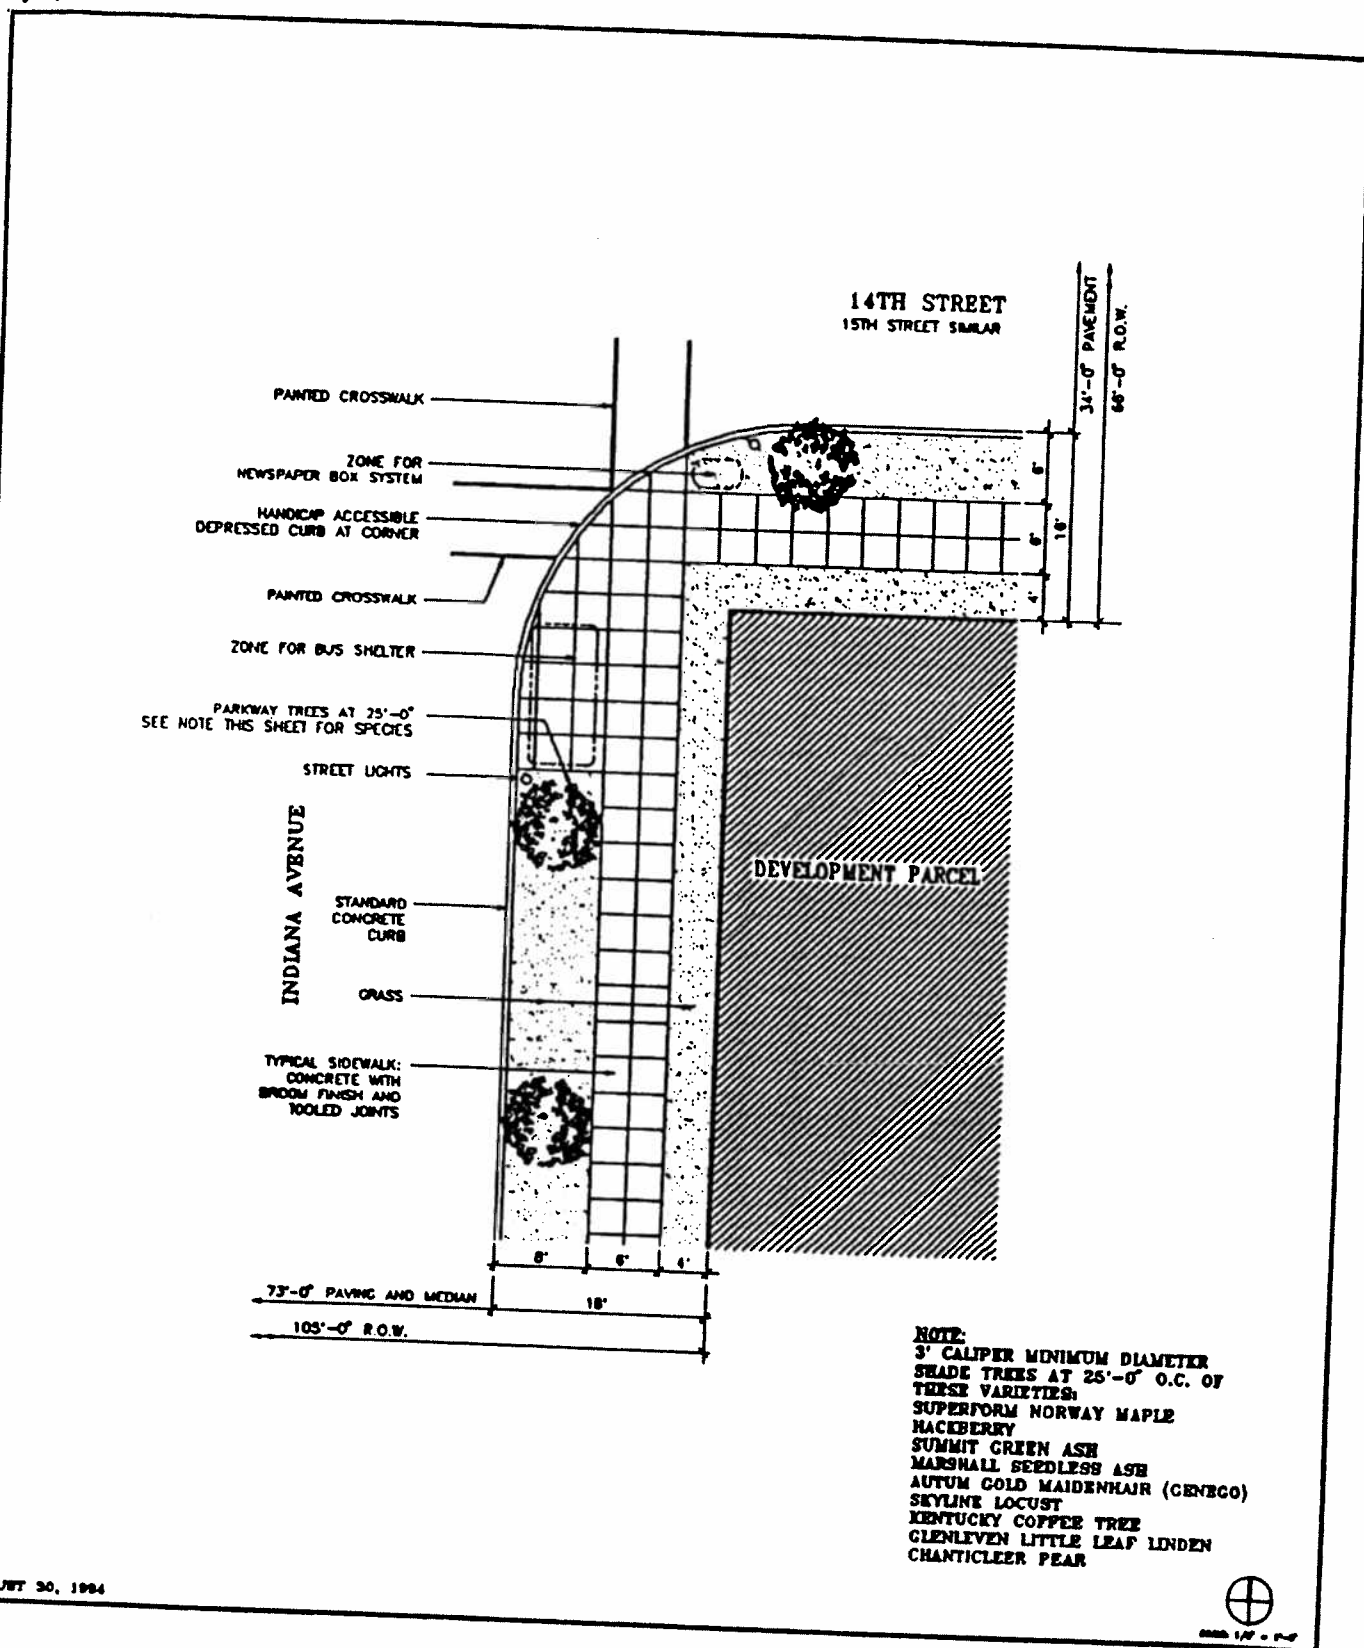 14TH STREET
15TH STREET SIMILAR
34'-0" PAVEMENT
66'-0" R.O.W.
PAINTED CROSSWALK
ZONE FOR
NEWSPAPER BOX SYSTEM
HANDICAP ACCESSIBLE
DEPRESSED CURB AT CORNER
PAINTED CROSSWALK
ZONE FOR BUS SHELTER
PARKWAY TREES AT 25'-0"
SEE NOTE THIS SHEET FOR SPECIES
STREET LIGHTS
INDIANA AVENUE
STANDARD
CONCRETE
CURB
GRASS
TYPICAL SIDEWALK:
CONCRETE WITH
BROOM FINISH AND
TOOLED JOINTS
6'
6'
16'
4'
DEVELOPMENT PARCEL
8'
6'
4'
73'-0" PAVING AND MEDIAN
18'
105'-0" R.O.W.
NOTE:
3" CALIPER MINIMUM DIAMETER
SHADE TREES AT 25'-0" O.C. OF
THESE VARIETIES:
SUPERFORM NORWAY MAPLE
HACKBERRY
SUMMIT GREEN ASH
MARSHALL SEEDLESS ASH
AUTUM GOLD MAIDENHAIR (GENEGO)
SKYLINE LOCUST
KENTUCKY COFFEE TREE
GLENLEVEN LITTLE LEAF LINDEN
CHANTICLEER PEAR
30, 1994